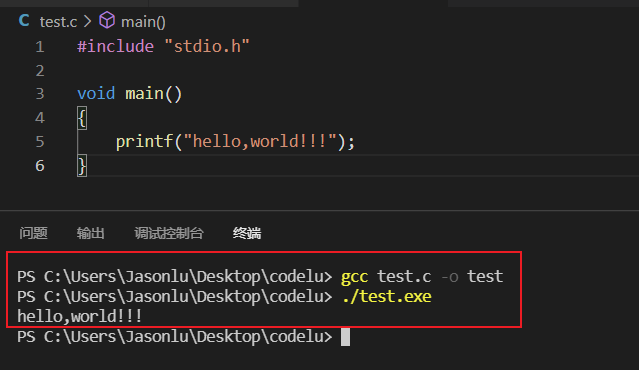 C test.c > main()
1 #include "stdio.h"
2
3 void main()
4 {
5 printf("hello,world!!!");
6 }
问题 输出 调试控制台 终端
PS C:\Users\Jasonlu\Desktop\codelu> gcc test.c -o test
PS C:\Users\Jasonlu\Desktop\codelu> ./test.exe
hello,world!!!
PS C:\Users\Jasonlu\Desktop\codelu>